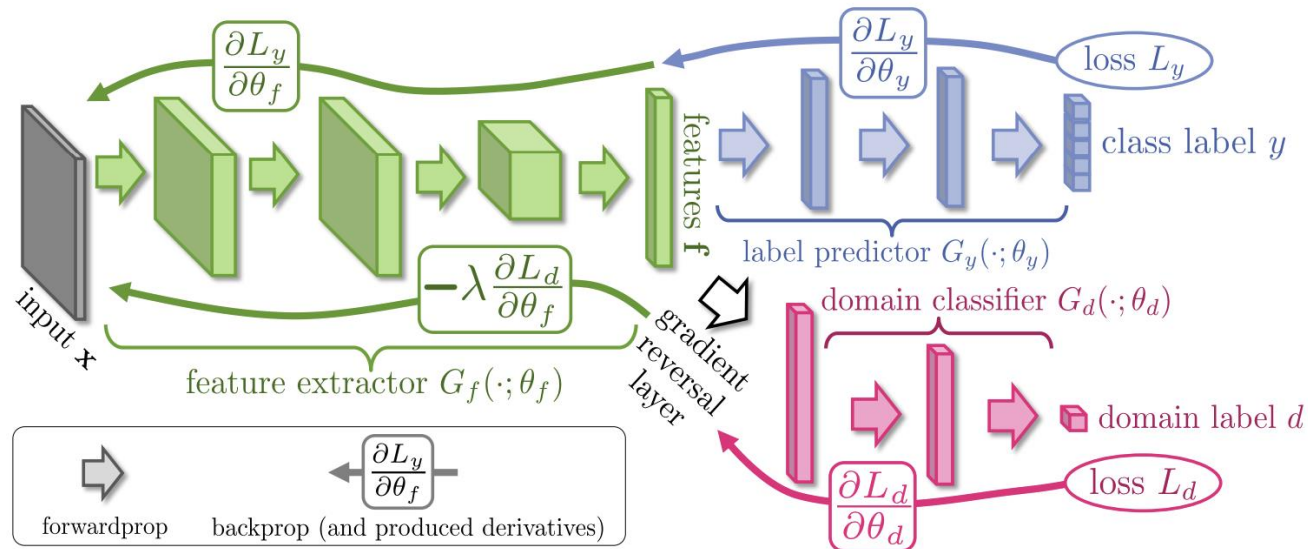 ∂L_y
∂θ_f
∂L_y
∂θ_y
loss L_y
features f
class label y
label predictor G_y(·; θ_y)
input x
−λ ∂L_d
∂θ_f
feature extractor G_f(·; θ_f)
gradient
reversal
layer
domain classifier G_d(·; θ_d)
domain label d
∂L_d
∂θ_d
loss L_d
∂L_y
∂θ_f
forwardprop
backprop (and produced derivatives)